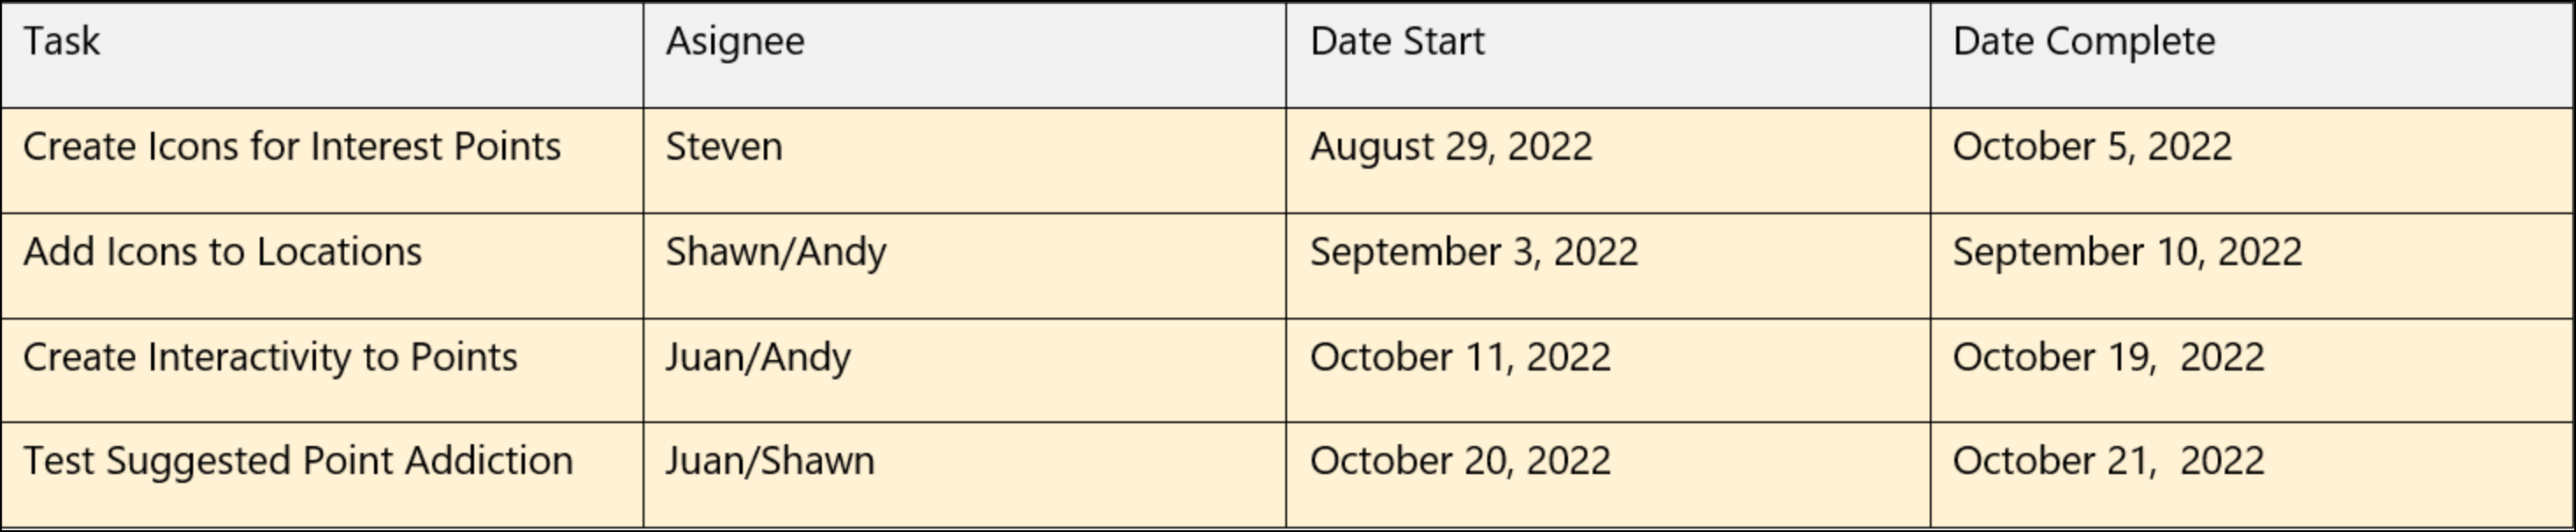 Task Asignee Date Start Date Complete
Create Icons for Interest Points Steven August 29, 2022 October 5, 2022
Add Icons to Locations Shawn/Andy September 3, 2022 September 10, 2022
Create Interactivity to Points Juan/Andy October 11, 2022 October 19,  2022
Test Suggested Point Addiction Juan/Shawn October 20, 2022 October 21,  2022